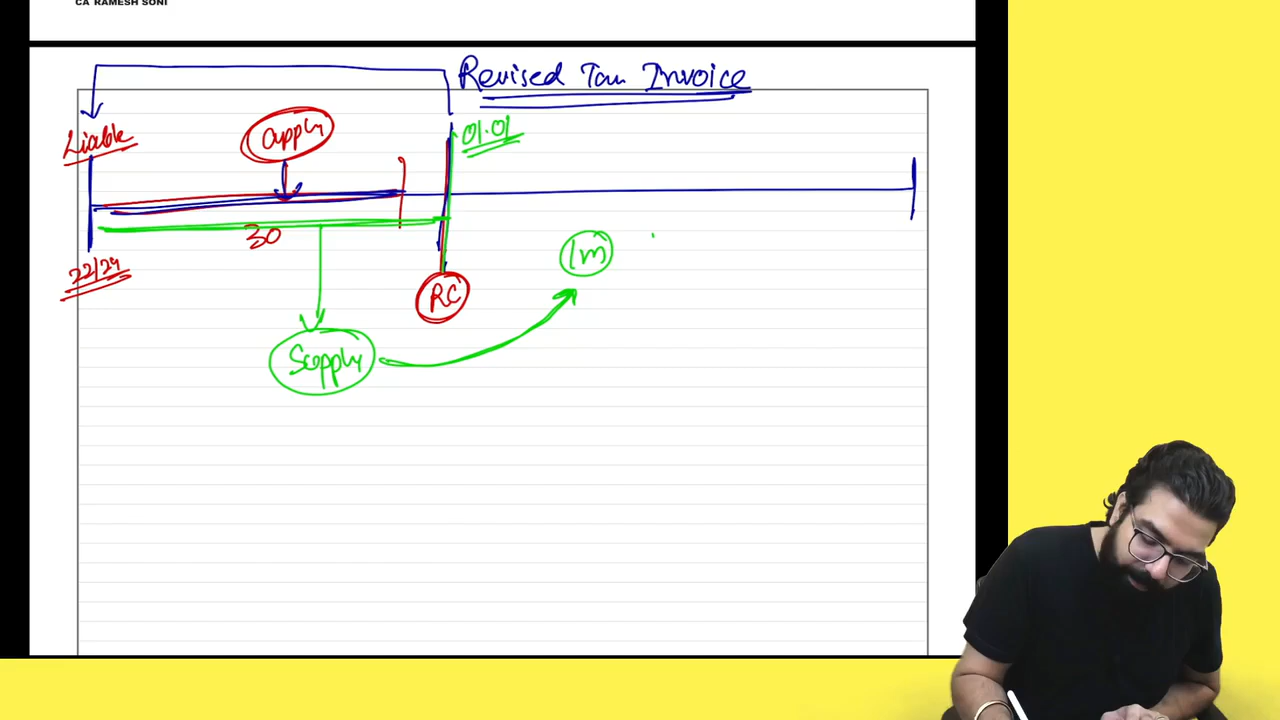 CA RAMESH SONI
Revised Tax Invoice
Liable
apply
01.01
30
22/24
RC
1m
Supply